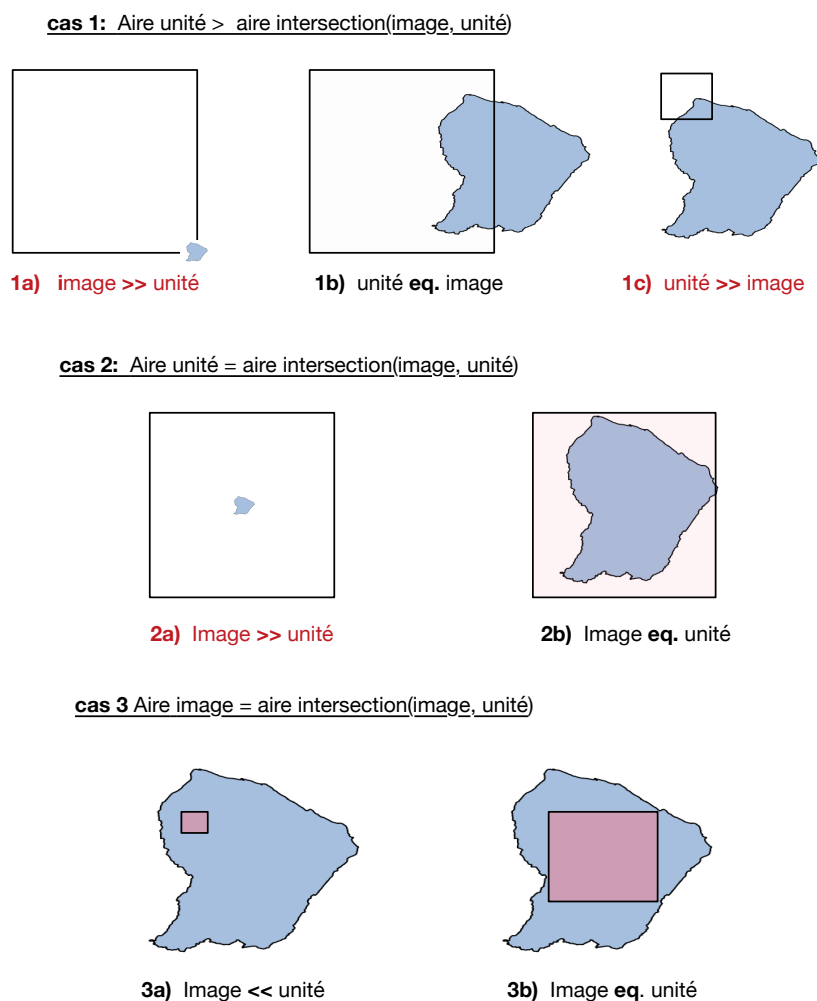 cas 1: Aire unité > aire intersection(image, unité)
1a) image >> unité
1b) unité eq. image
1c) unité >> image
cas 2: Aire unité = aire intersection(image, unité)
2a) Image >> unité
2b) Image eq. unité
cas 3 Aire image = aire intersection(image, unité)
3a) Image << unité
3b) Image eq. unité